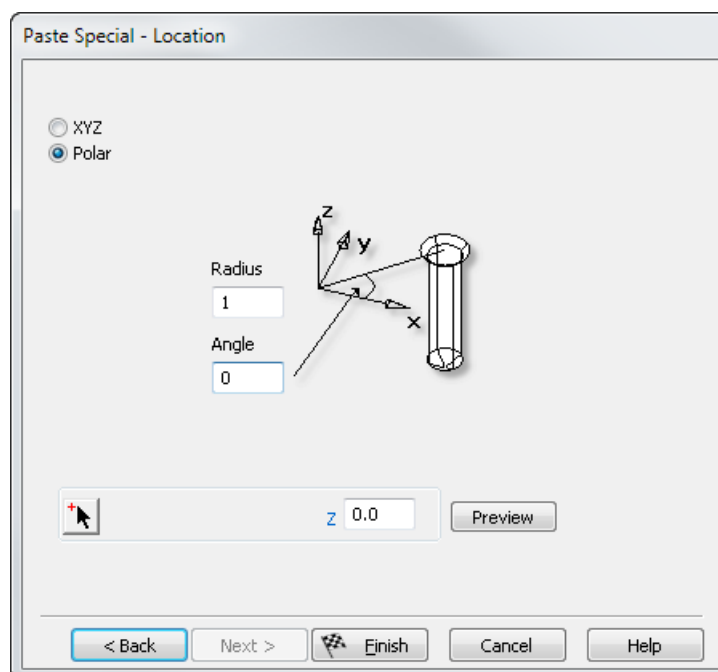 Paste Special - Location
XYZ
Polar
z
y
Radius
1
x
Angle
0
Z 0.0 Preview
< Back Next > Finish Cancel Help